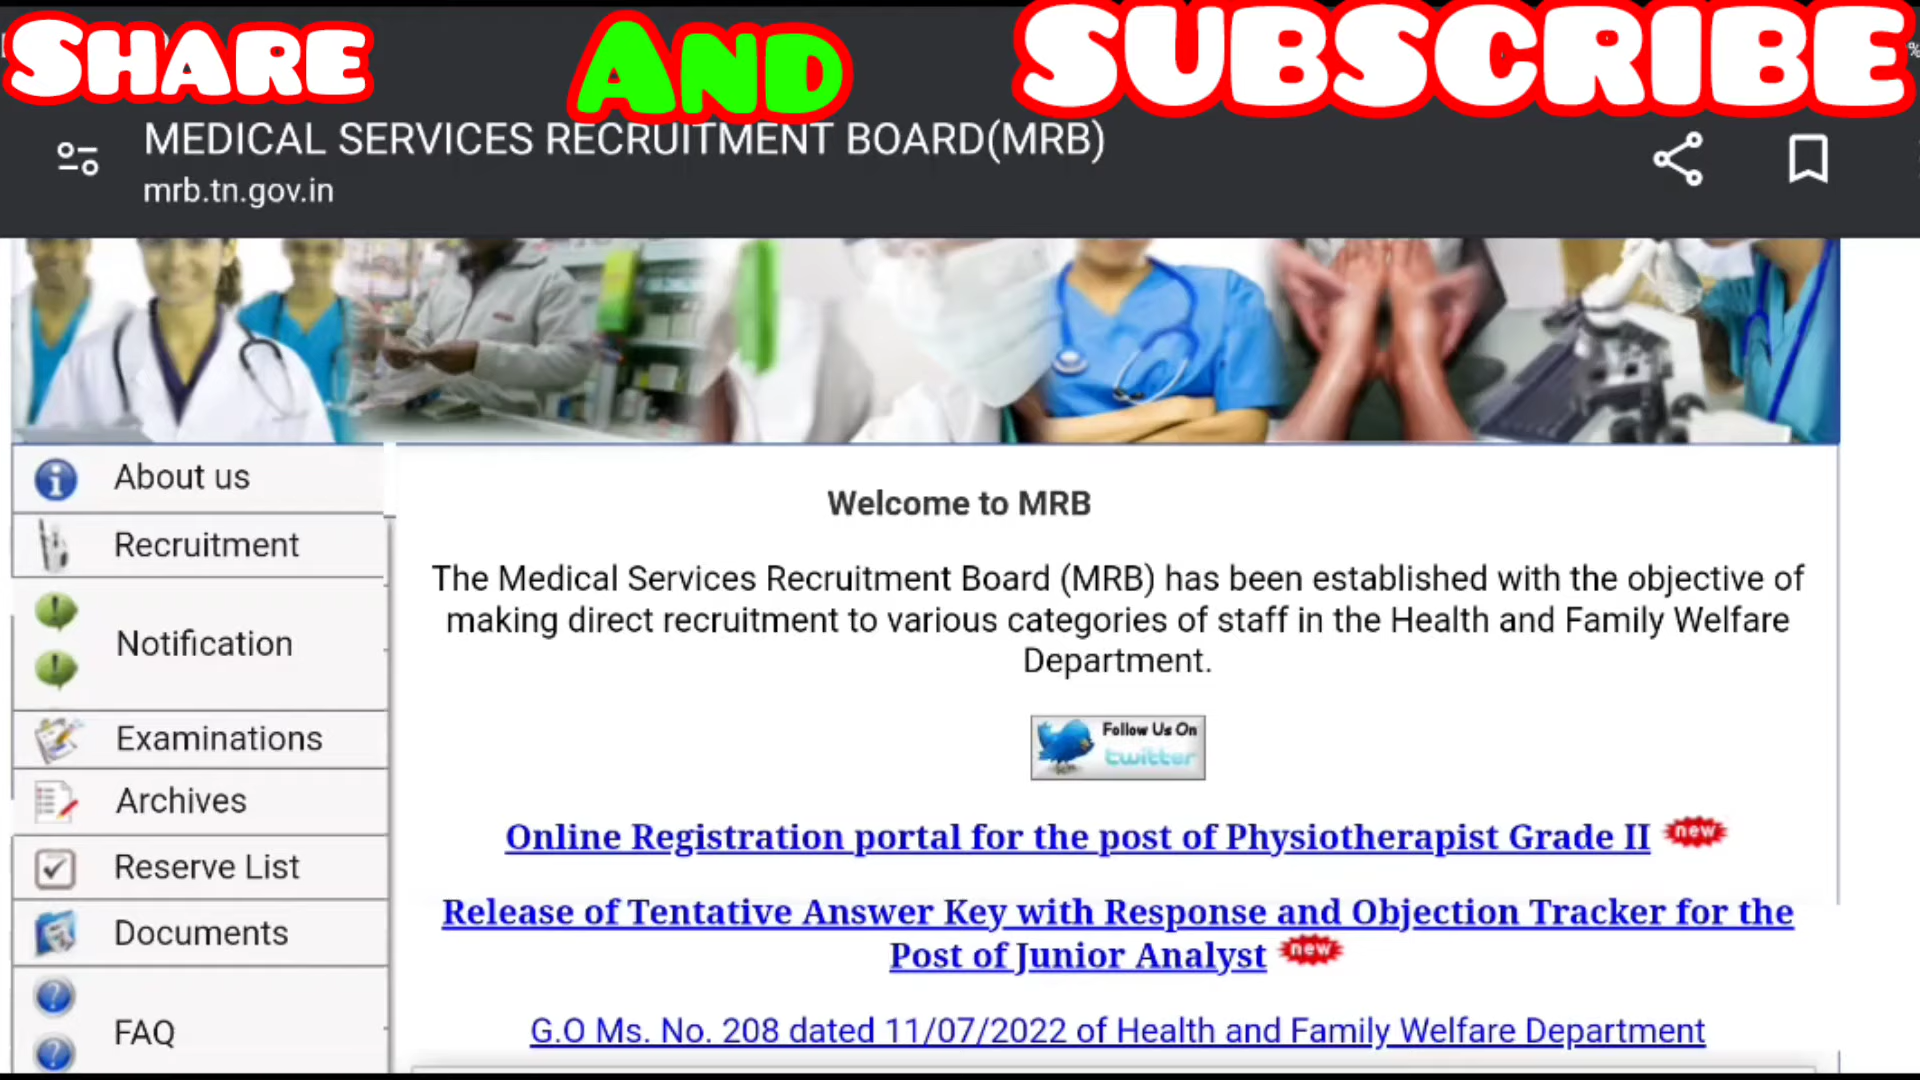 SHARE AND SUBSCRIBE
MEDICAL SERVICES RECRUITMENT BOARD(MRB)
mrb.tn.gov.in
About us
Recruitment
Notification
Examinations
Archives
Reserve List
Documents
FAQ
Welcome to MRB
The Medical Services Recruitment Board (MRB) has been established with the objective of
making direct recruitment to various categories of staff in the Health and Family Welfare
Department.
Follow Us On
twitter
Online Registration portal for the post of Physiotherapist Grade II new
Release of Tentative Answer Key with Response and Objection Tracker for the
Post of Junior Analyst new
G.O Ms. No. 208 dated 11/07/2022 of Health and Family Welfare Department